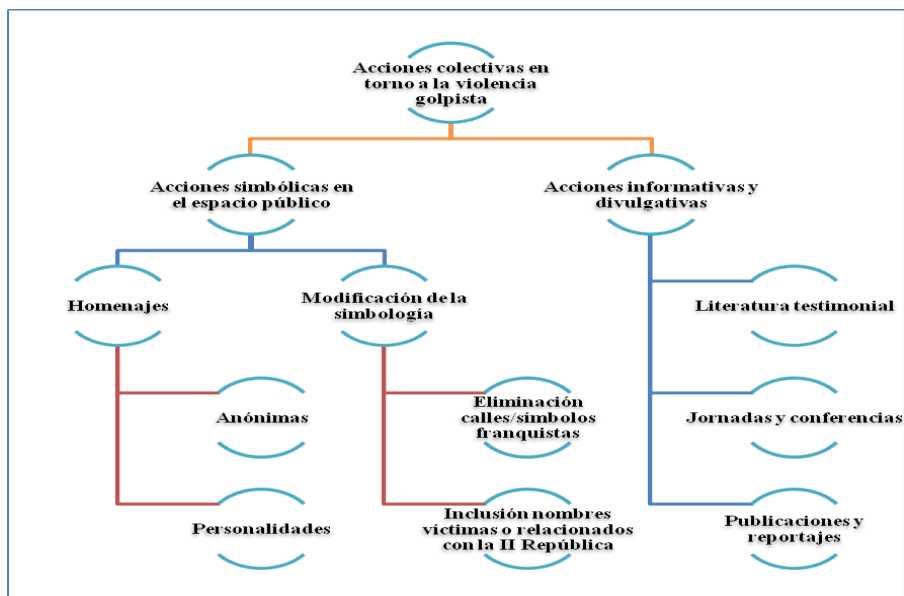 Acciones colectivas en
torno a la violencia
golpista
Acciones simbólicas en
el espacio público
Acciones informativas y
divulgativas
Homenajes
Modificación de la
simbología
Literatura testimonial
Anónimas
Eliminación
calles/símbolos
franquistas
Jornadas y conferencias
Personalidades
Inclusión nombres
víctimas o relacionados
con la II República
Publicaciones y
reportajes